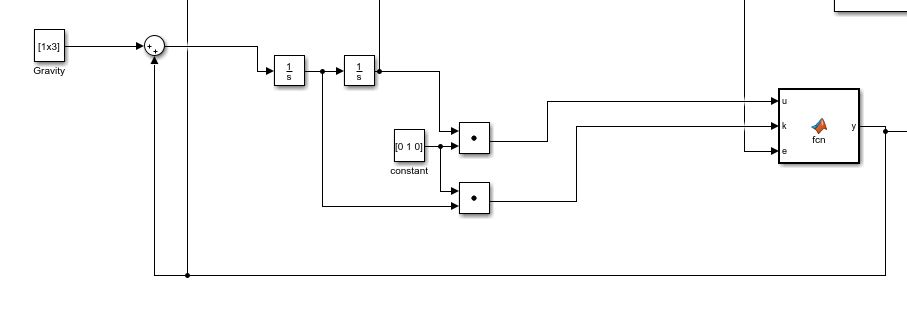 [1x3]
Gravity
+
+
1
s
1
s
[0 1 0]
constant
u
k
e
y
fcn